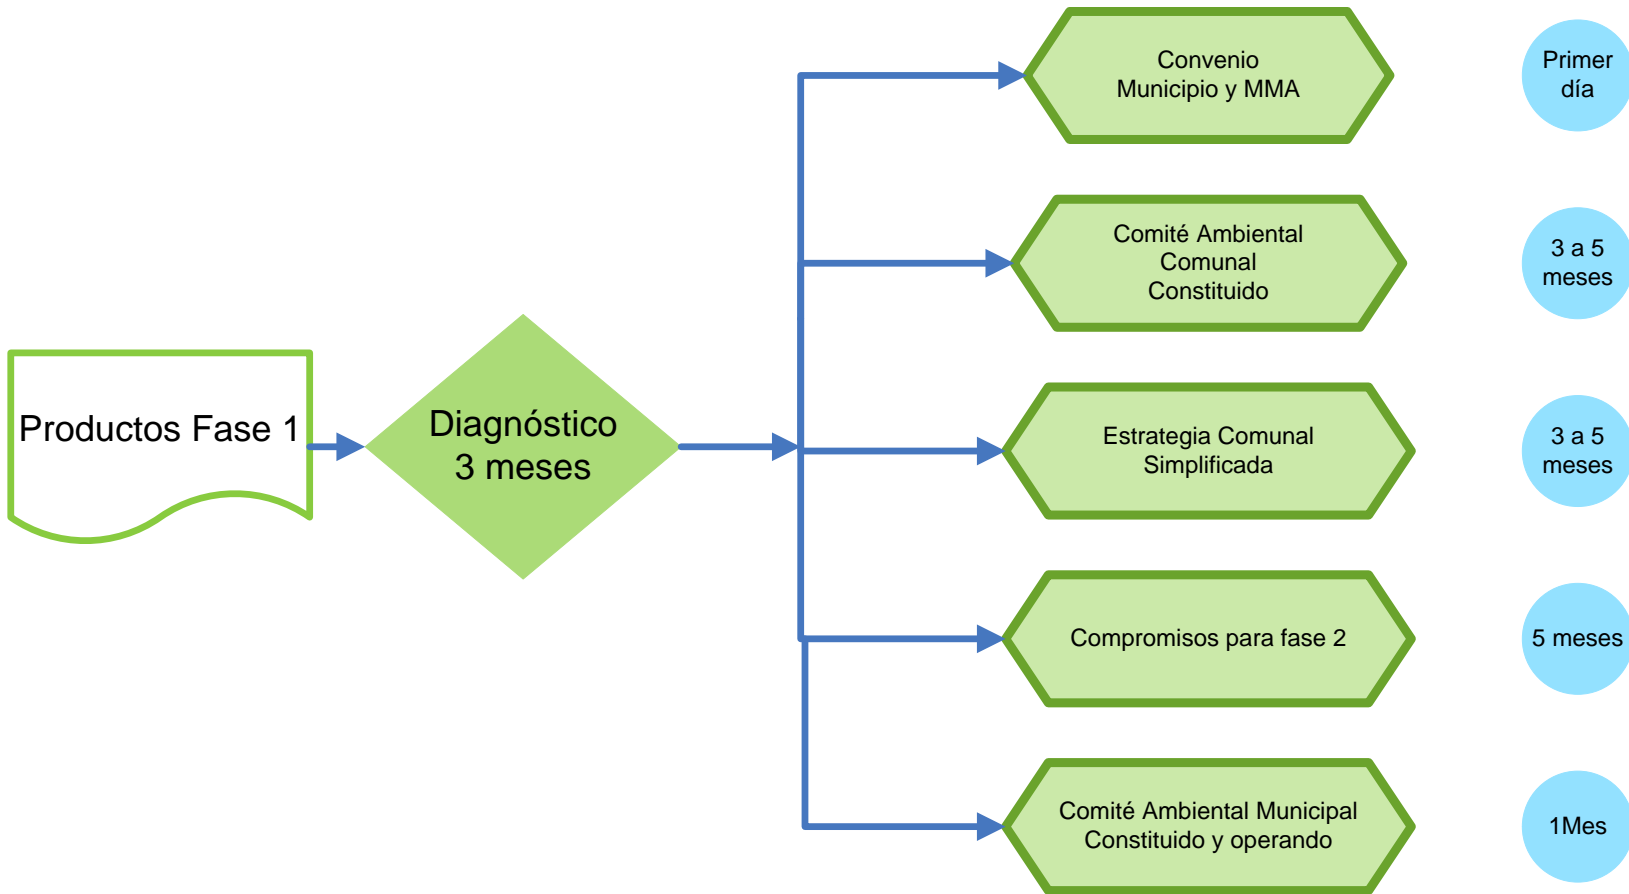 Productos Fase 1
Diagnóstico
3 meses
Convenio
Municipio y MMA
Primer
día
Comité Ambiental
Comunal
Constituido
3 a 5
meses
Estrategia Comunal
Simplificada
3 a 5
meses
Compromisos para fase 2
5 meses
Comité Ambiental Municipal
Constituido y operando
1Mes